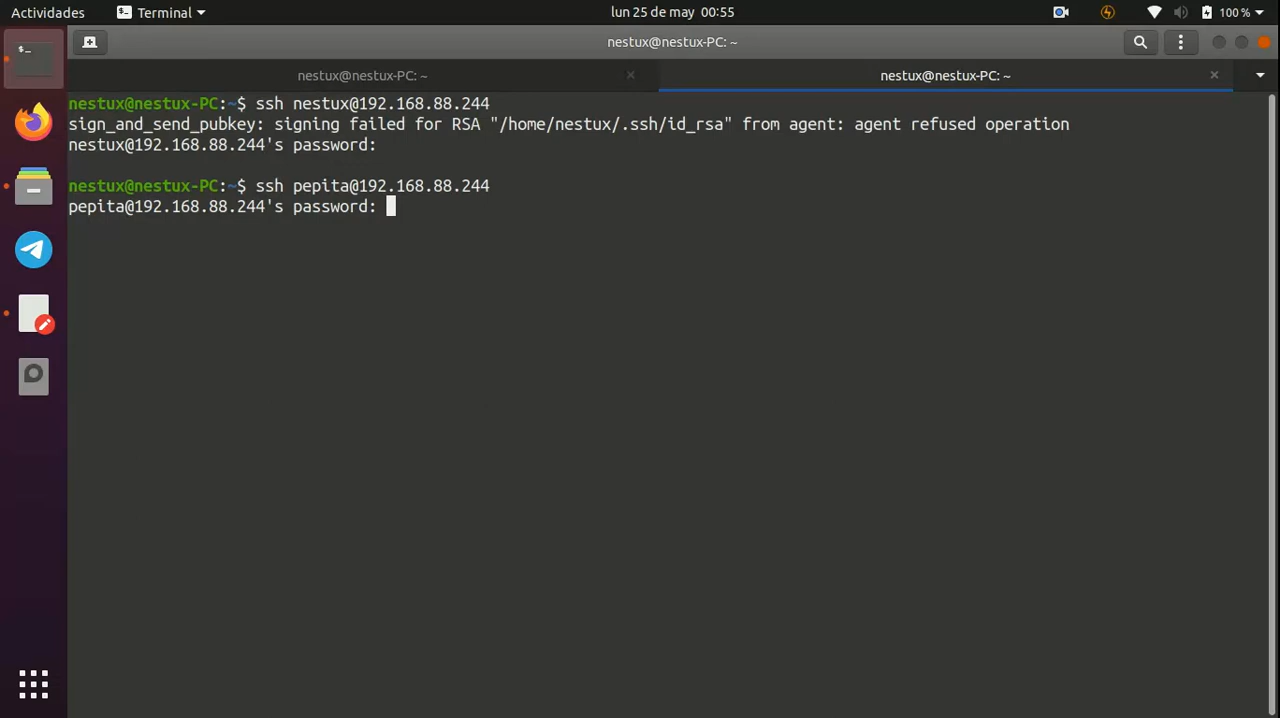 Actividades
Terminal
lun 25 de may 00:55
100 %
nestux@nestux-PC: ~
nestux@nestux-PC: ~
nestux@nestux-PC: ~
nestux@nestux-PC:~$ ssh nestux@192.168.88.244
sign_and_send_pubkey: signing failed for RSA "/home/nestux/.ssh/id_rsa" from agent: agent refused operation
nestux@192.168.88.244's password:
nestux@nestux-PC:~$ ssh pepita@192.168.88.244
pepita@192.168.88.244's password: